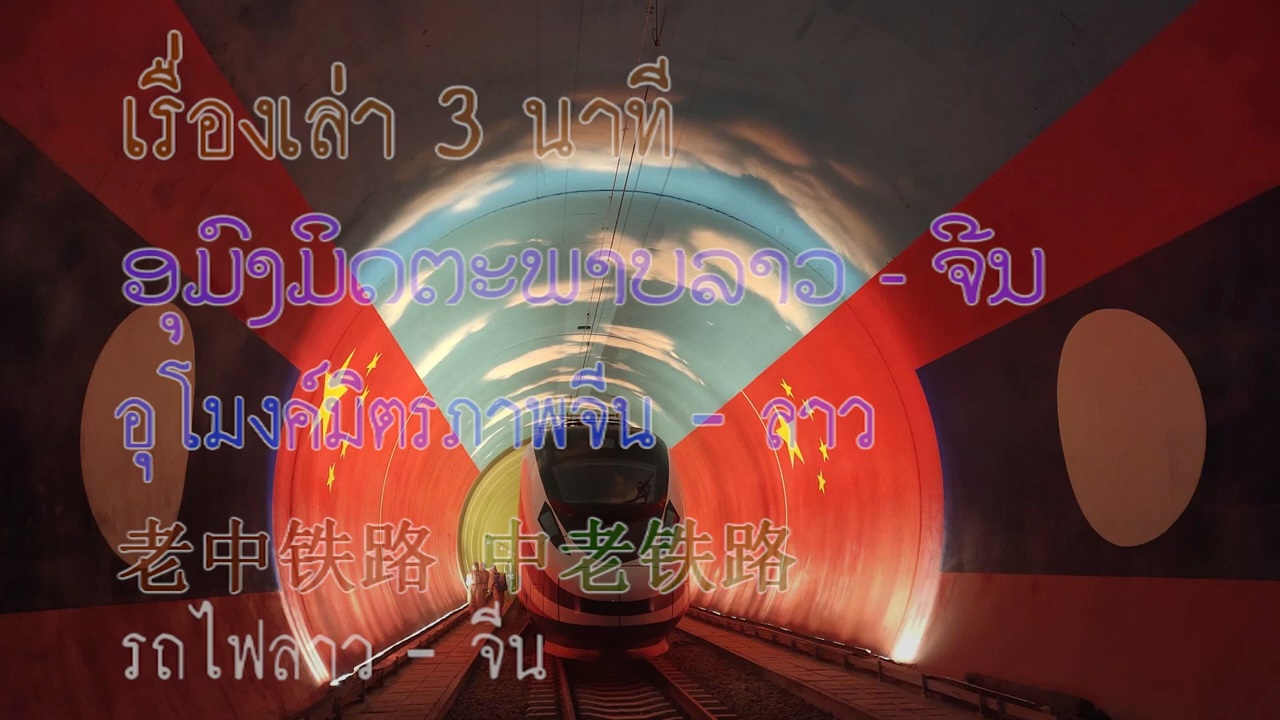 เรื่องเล่า 3 นาที
ອຸມົງມິດຕະພາບລາວ - ຈີ໊ນ
อุโมงค์มิตรภาพจีน - ลาว
老中铁路 中老铁路
รถไฟลาว - จีน